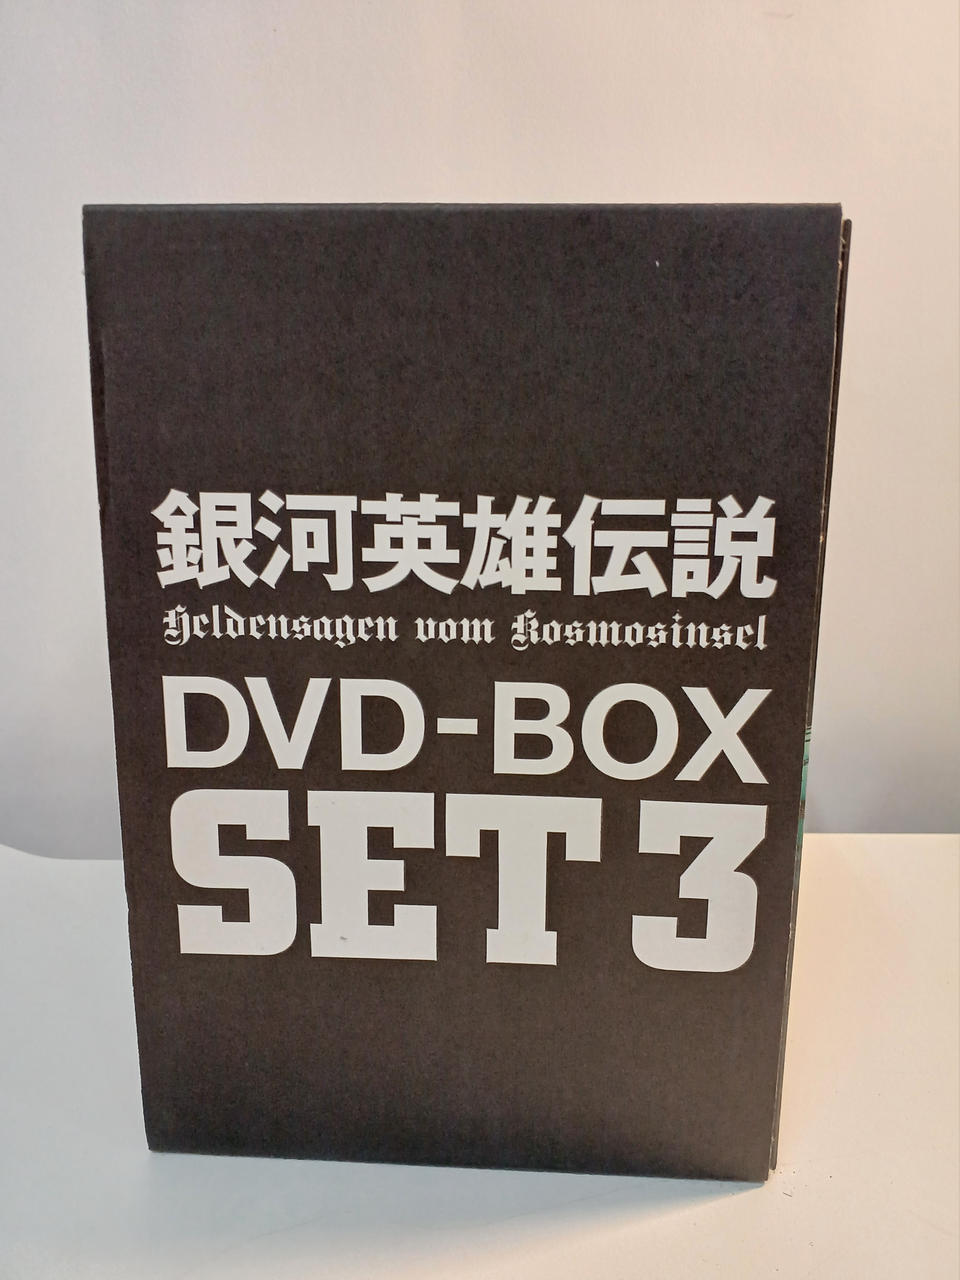 銀河英雄伝説
Heldensagen vom Kosmosinsel
DVD-BOX
SET 3